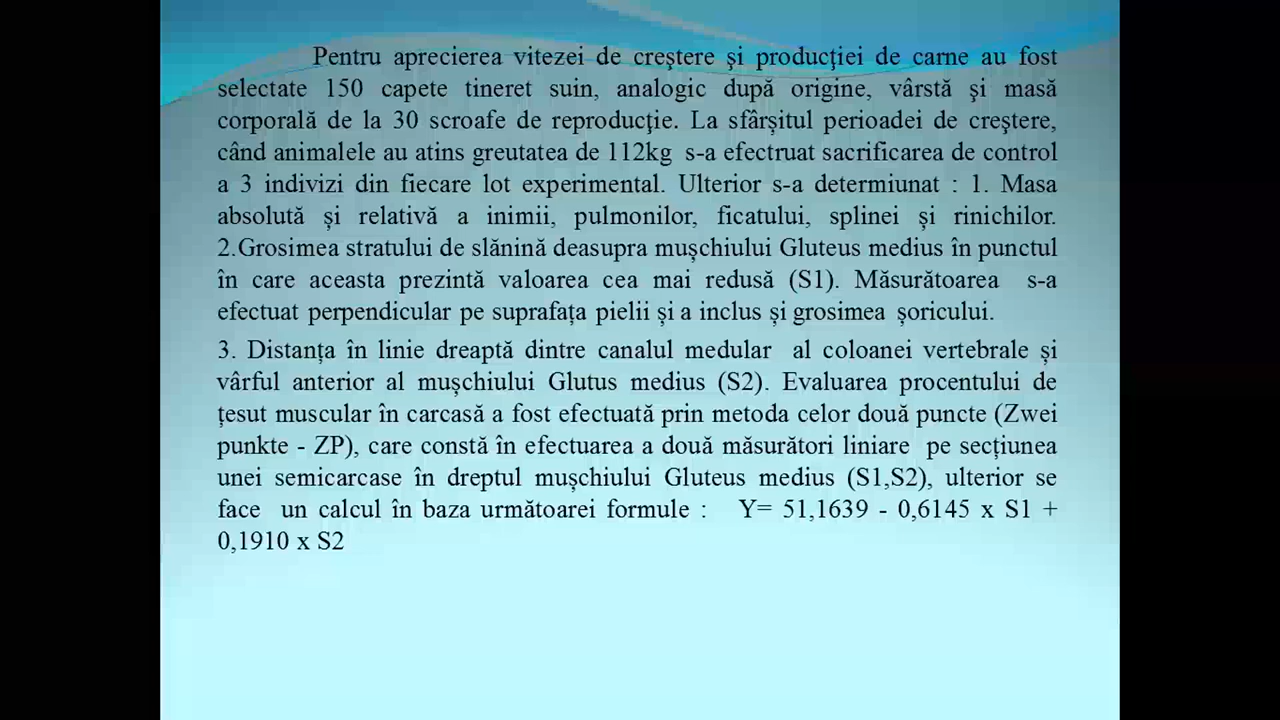 Pentru aprecierea vitezei de creştere şi producţiei de carne au fost
selectate 150 capete tineret suin, analogic după origine, vârstă şi masă
corporală de la 30 scroafe de reproducţie. La sfârșitul perioadei de creştere,
când animalele au atins greutatea de 112kg s-a efectruat sacrificarea de control
a 3 indivizi din fiecare lot experimental. Ulterior s-a determiunat : 1. Masa
absolută și relativă a inimii, pulmonilor, ficatului, splinei și rinichilor.
2.Grosimea stratului de slănină deasupra mușchiului Gluteus medius în punctul
în care aceasta prezintă valoarea cea mai redusă (S1). Măsurătoarea s-a
efectuat perpendicular pe suprafața pielii și a inclus și grosimea șoricului.
3. Distanța în linie dreaptă dintre canalul medular al coloanei vertebrale și
vârful anterior al mușchiului Glutus medius (S2). Evaluarea procentului de
țesut muscular în carcasă a fost efectuată prin metoda celor două puncte (Zwei
punkte - ZP), care constă în efectuarea a două măsurători liniare pe secțiunea
unei semicarcase în dreptul mușchiului Gluteus medius (S1,S2), ulterior se
face un calcul în baza următoarei formule : Y= 51,1639 - 0,6145 x S1 +
0,1910 x S2